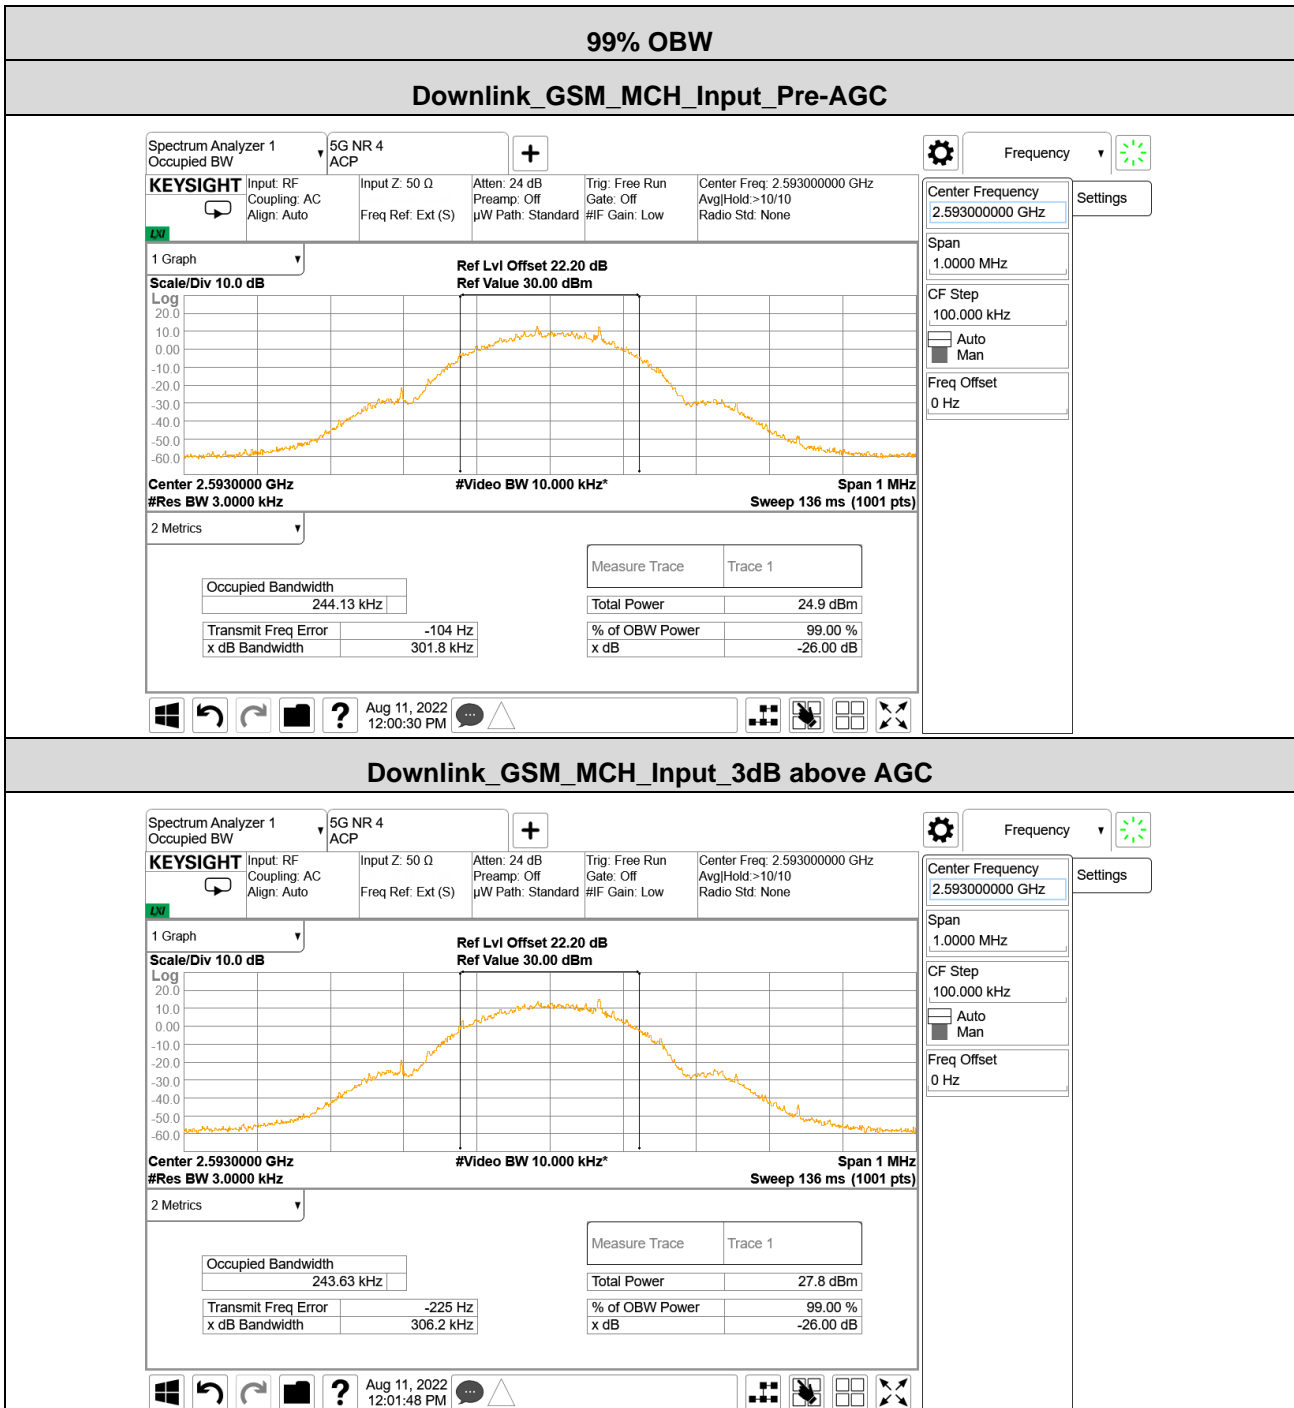 99% OBW
Downlink_GSM_MCH_Input_Pre-AGC
Spectrum Analyzer 1
Occupied BW
5G NR 4
ACP
Frequency
KEYSIGHT
LXI
Input: RF
Coupling: AC
Align: Auto
Input Z: 50 Ω
Freq Ref: Ext (S)
Atten: 24 dB
Preamp: Off
µW Path: Standard
Trig: Free Run
Gate: Off
#IF Gain: Low
Center Freq: 2.593000000 GHz
Avg|Hold:>10/10
Radio Std: None
Center Frequency
2.593000000 GHz
Settings
Span
1.0000 MHz
CF Step
100.000 kHz
Auto
Man
Freq Offset
0 Hz
1 Graph
Scale/Div 10.0 dB
Ref Lvl Offset 22.20 dB
Ref Value 30.00 dBm
Log
20.0
10.0
0.00
-10.0
-20.0
-30.0
-40.0
-50.0
-60.0
Center 2.5930000 GHz
#Res BW 3.0000 kHz
#Video BW 10.000 kHz*
Span 1 MHz
Sweep 136 ms (1001 pts)
2 Metrics
Measure Trace Trace 1
Occupied Bandwidth
244.13 kHz
Total Power 24.9 dBm
Transmit Freq Error -104 Hz
x dB Bandwidth 301.8 kHz
% of OBW Power 99.00 %
x dB -26.00 dB
?
Aug 11, 2022
12:00:30 PM
Downlink_GSM_MCH_Input_3dB above AGC
Spectrum Analyzer 1
Occupied BW
5G NR 4
ACP
Frequency
KEYSIGHT
LXI
Input: RF
Coupling: AC
Align: Auto
Input Z: 50 Ω
Freq Ref: Ext (S)
Atten: 24 dB
Preamp: Off
µW Path: Standard
Trig: Free Run
Gate: Off
#IF Gain: Low
Center Freq: 2.593000000 GHz
Avg|Hold:>10/10
Radio Std: None
Center Frequency
2.593000000 GHz
Settings
Span
1.0000 MHz
CF Step
100.000 kHz
Auto
Man
Freq Offset
0 Hz
1 Graph
Scale/Div 10.0 dB
Ref Lvl Offset 22.20 dB
Ref Value 30.00 dBm
Log
20.0
10.0
0.00
-10.0
-20.0
-30.0
-40.0
-50.0
-60.0
Center 2.5930000 GHz
#Res BW 3.0000 kHz
#Video BW 10.000 kHz*
Span 1 MHz
Sweep 136 ms (1001 pts)
2 Metrics
Measure Trace Trace 1
Occupied Bandwidth
243.63 kHz
Total Power 27.8 dBm
Transmit Freq Error -225 Hz
x dB Bandwidth 306.2 kHz
% of OBW Power 99.00 %
x dB -26.00 dB
?
Aug 11, 2022
12:01:48 PM